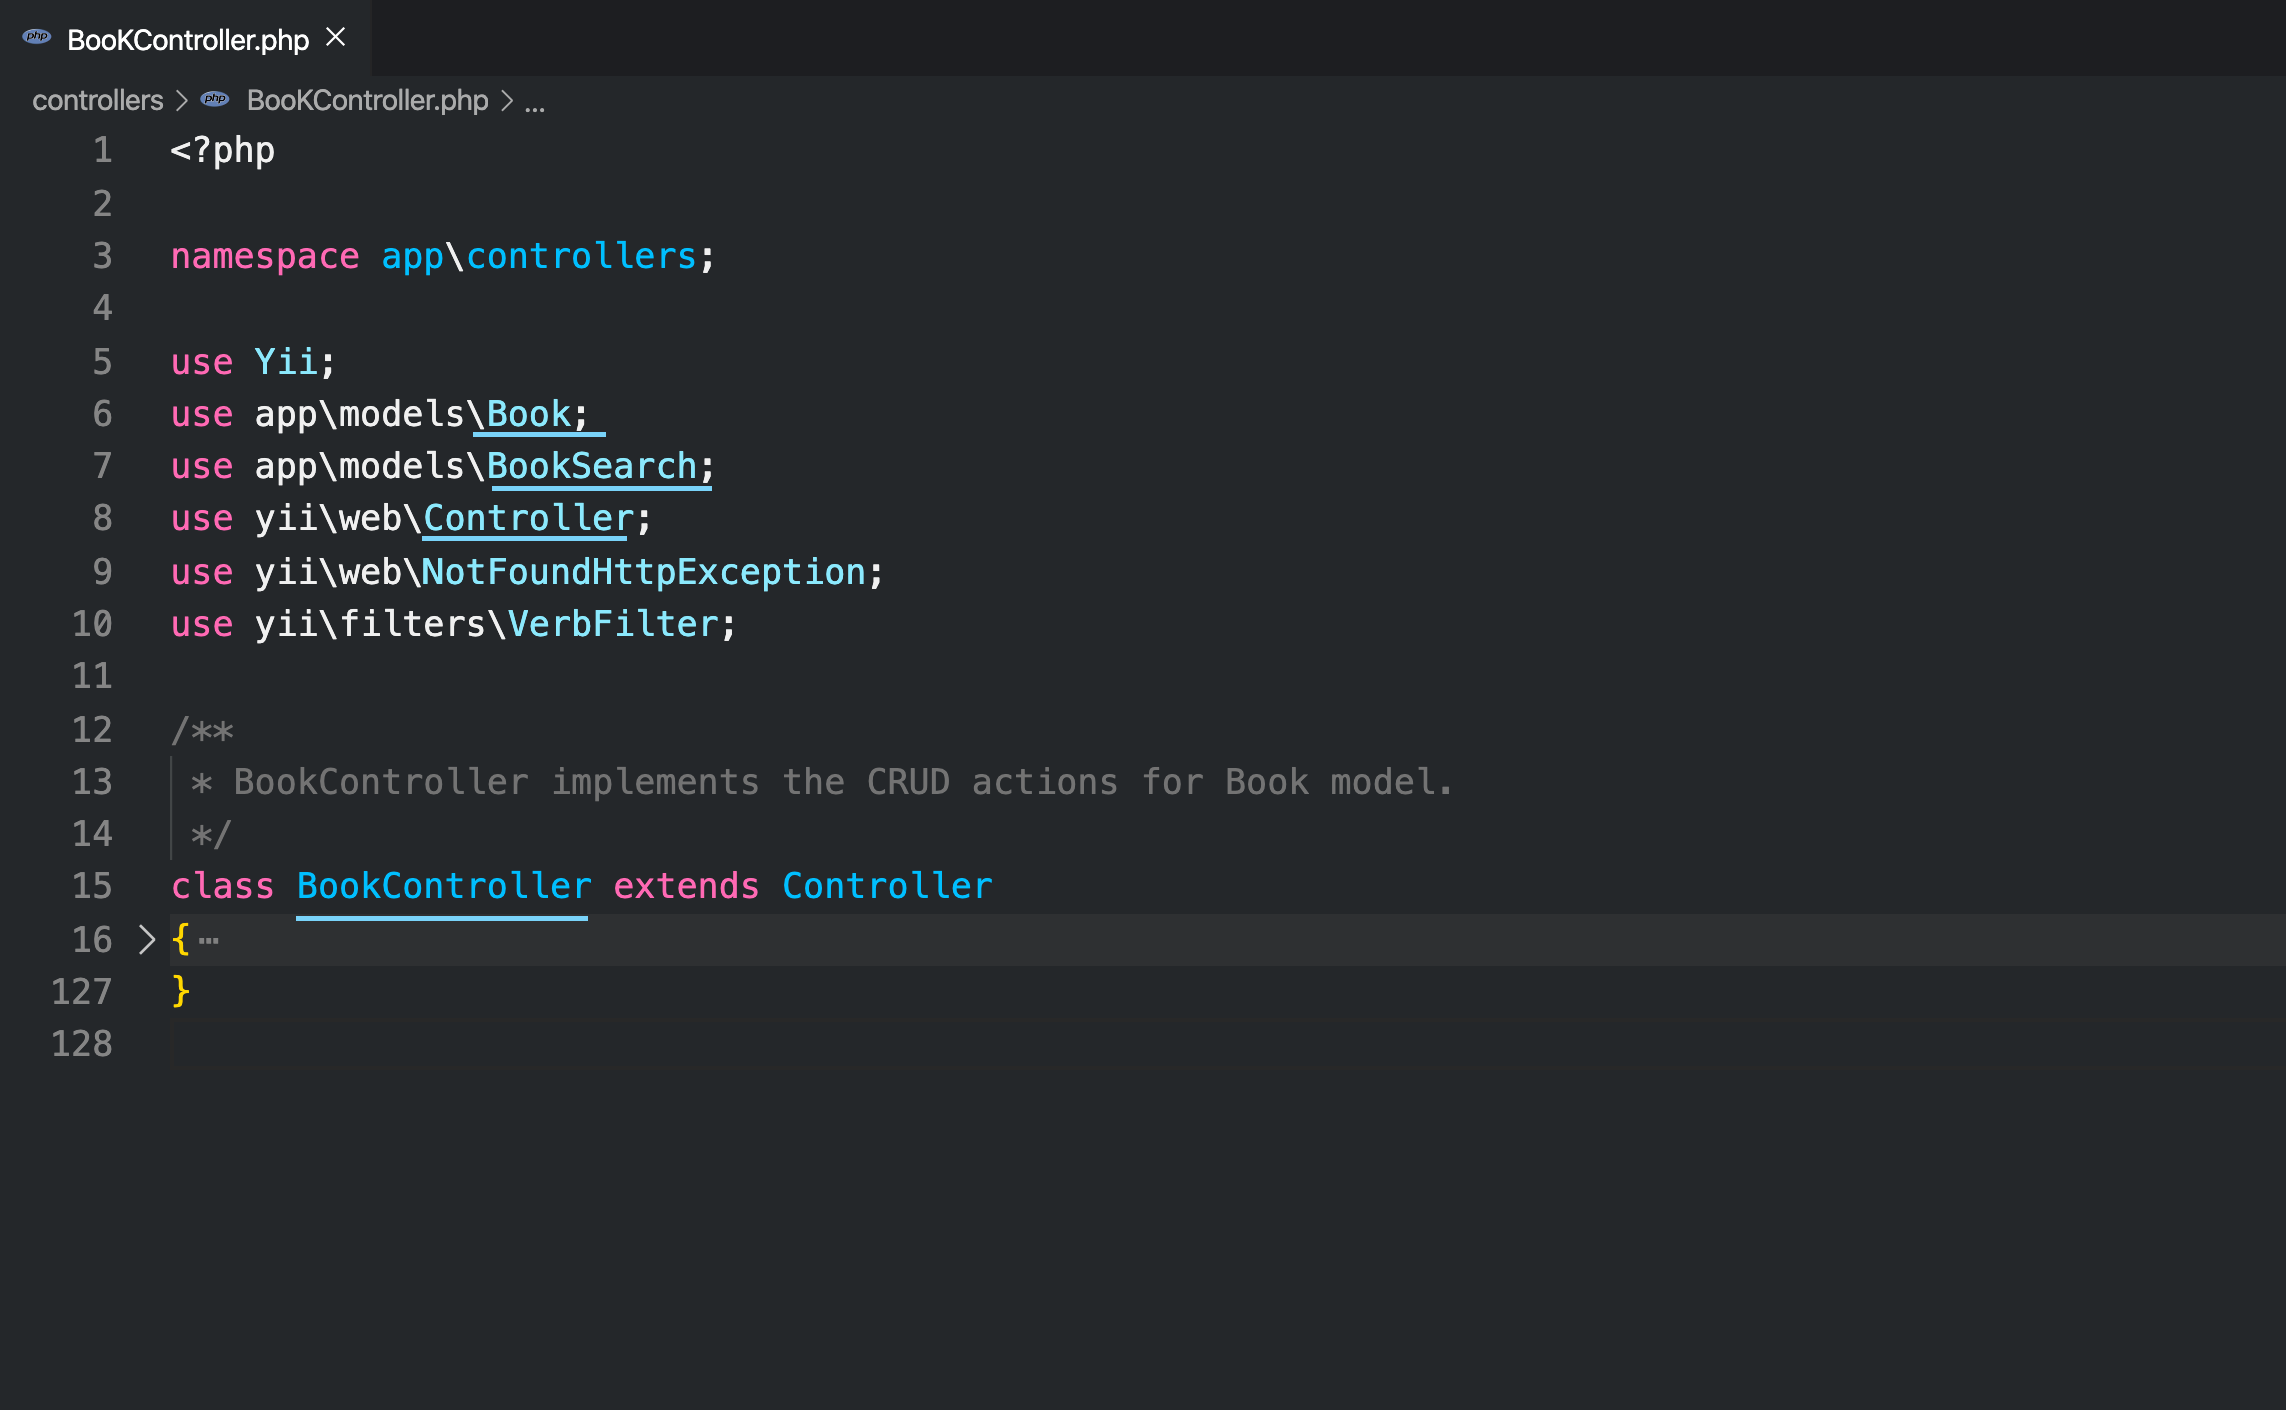 php BooKController.php ×
controllers > php BooKController.php > ...
1 <?php
2
3 namespace app\controllers;
4
5 use Yii;
6 use app\models\Book;
7 use app\models\BookSearch;
8 use yii\web\Controller;
9 use yii\web\NotFoundHttpException;
10 use yii\filters\VerbFilter;
11
12 /**
13 * BookController implements the CRUD actions for Book model.
14 */
15 class BookController extends Controller
16 > { ⋯
127 }
128